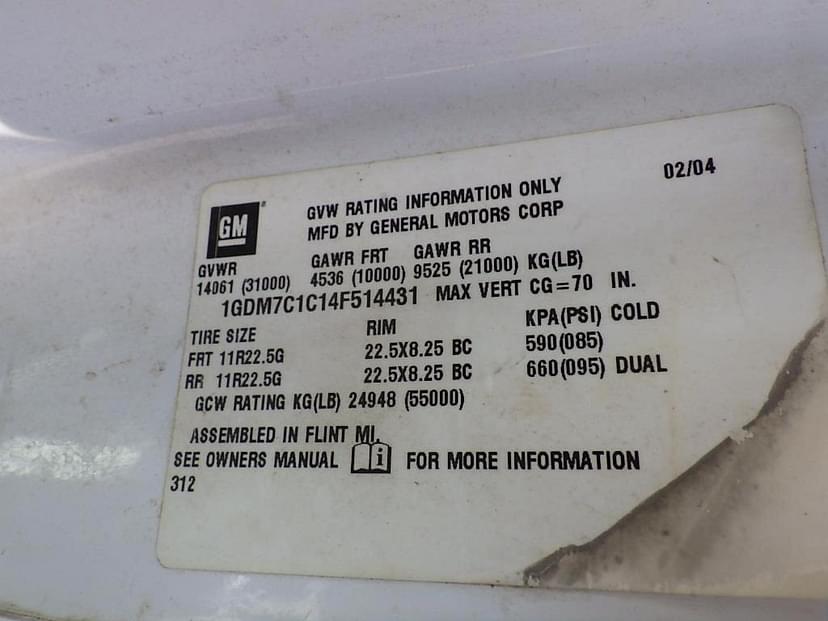 02/04
GM
GVW RATING INFORMATION ONLY
MFD BY GENERAL MOTORS CORP
GVWR GAWR FRT GAWR RR
14061 (31000) 4536 (10000) 9525 (21000) KG(LB)
1GDM7C1C14F514431 MAX VERT CG=70 IN.
TIRE SIZE RIM KPA(PSI) COLD
FRT 11R22.5G 22.5X8.25 BC 590(085)
RR 11R22.5G 22.5X8.25 BC 660(095) DUAL
GCW RATING KG(LB) 24948 (55000)
ASSEMBLED IN FLINT MI.
SEE OWNERS MANUAL i FOR MORE INFORMATION
312